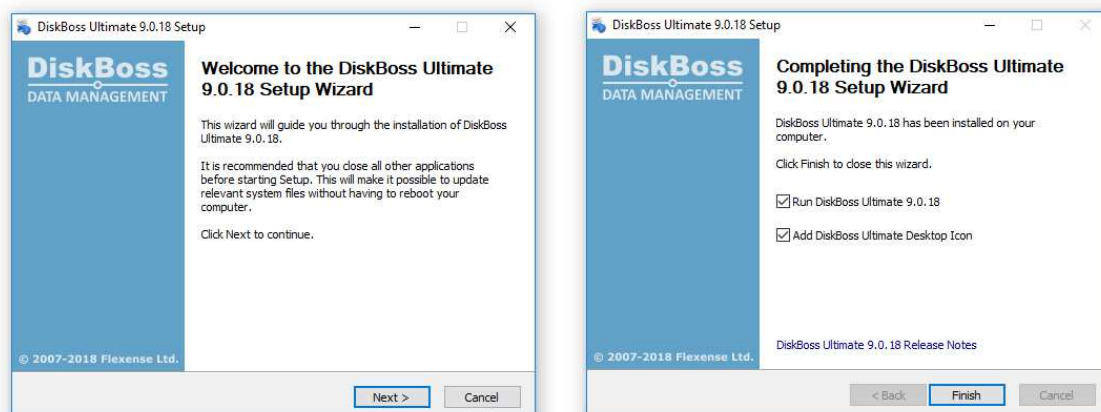 DiskBoss Ultimate 9.0.18 Setup
DiskBoss
DATA MANAGEMENT
Welcome to the DiskBoss Ultimate
9.0.18 Setup Wizard
This wizard will guide you through the installation of DiskBoss
Ultimate 9.0.18.
It is recommended that you close all other applications
before starting Setup. This will make it possible to update
relevant system files without having to reboot your
computer.
Click Next to continue.
© 2007-2018 Flexense Ltd.
Next >
Cancel
DiskBoss Ultimate 9.0.18 Setup
DiskBoss
DATA MANAGEMENT
Completing the DiskBoss Ultimate
9.0.18 Setup Wizard
DiskBoss Ultimate 9.0.18 has been installed on your
computer.
Click Finish to close this wizard.
Run DiskBoss Ultimate 9.0.18
Add DiskBoss Ultimate Desktop Icon
DiskBoss Ultimate 9.0.18 Release Notes
© 2007-2018 Flexense Ltd.
< Back
Finish
Cancel